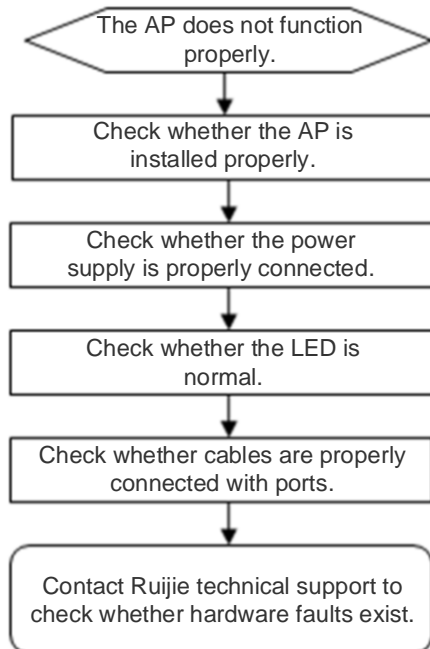 The AP does not function
properly.
Check whether the AP is
installed properly.
Check whether the power
supply is properly connected.
Check whether the LED is
normal.
Check whether cables are properly
connected with ports.
Contact Ruijie technical support to
check whether hardware faults exist.